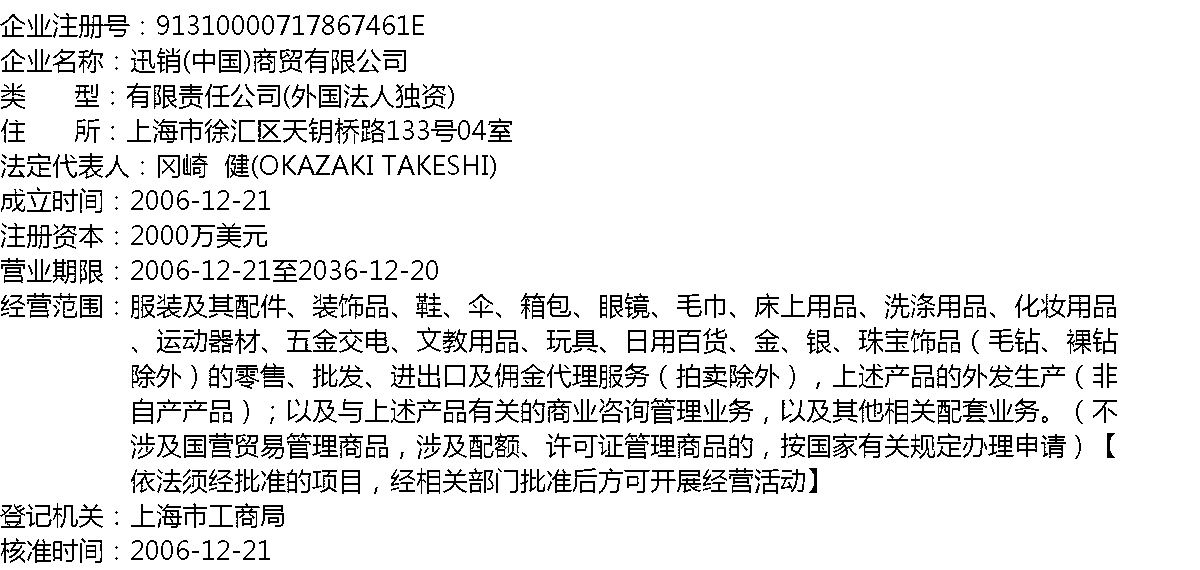 企业注册号：91310000717867461E
企业名称：迅销(中国)商贸有限公司
类　　型：有限责任公司(外国法人独资)
住　　所：上海市徐汇区天钥桥路133号04室
法定代表人：冈崎 健(OKAZAKI TAKESHI)
成立时间：2006-12-21
注册资本：2000万美元
营业期限：2006-12-21至2036-12-20
经营范围：服装及其配件、装饰品、鞋、伞、箱包、眼镜、毛巾、床上用品、洗涤用品、化妆用品
、运动器材、五金交电、文教用品、玩具、日用百货、金、银、珠宝饰品（毛钻、裸钻
除外）的零售、批发、进出口及佣金代理服务（拍卖除外），上述产品的外发生产（非
自产产品）；以及与上述产品有关的商业咨询管理业务，以及其他相关配套业务。（不
涉及国营贸易管理商品，涉及配额、许可证管理商品的，按国家有关规定办理申请）【
依法须经批准的项目，经相关部门批准后方可开展经营活动】
登记机关：上海市工商局
核准时间：2006-12-21